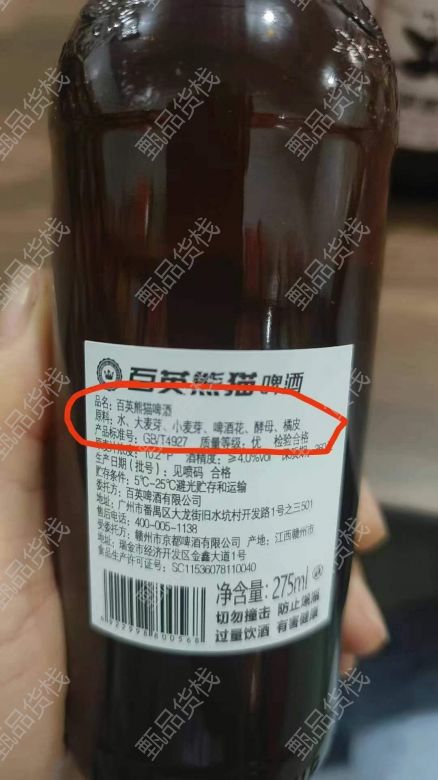 百英熊猫啤酒
品名：百英熊猫啤酒
原料：水、大麦芽、小麦芽、啤酒花、酵母、橘皮
产品标准号：GB/T4927 质量等级：优 检验合格
10.2°P 酒精度：≥4.0%vol
生产日期（批号）：见喷码 合格
贮存条件：5℃-25℃避光贮存和运输
委托方：百英啤酒有限公司
地址：广州市番禺区大龙街旧水坑村开发路1号之三501
售后电话：400-005-1138
受委托方：赣州市京都啤酒有限公司 产地：江西赣州市
地址：瑞金市经济开发区金鑫大道1号
食品生产许可证号：SC11536078110040
净含量：275ml
切勿撞击 防止爆瓶
过量饮酒 有害健康
6922998600566
甄品货栈